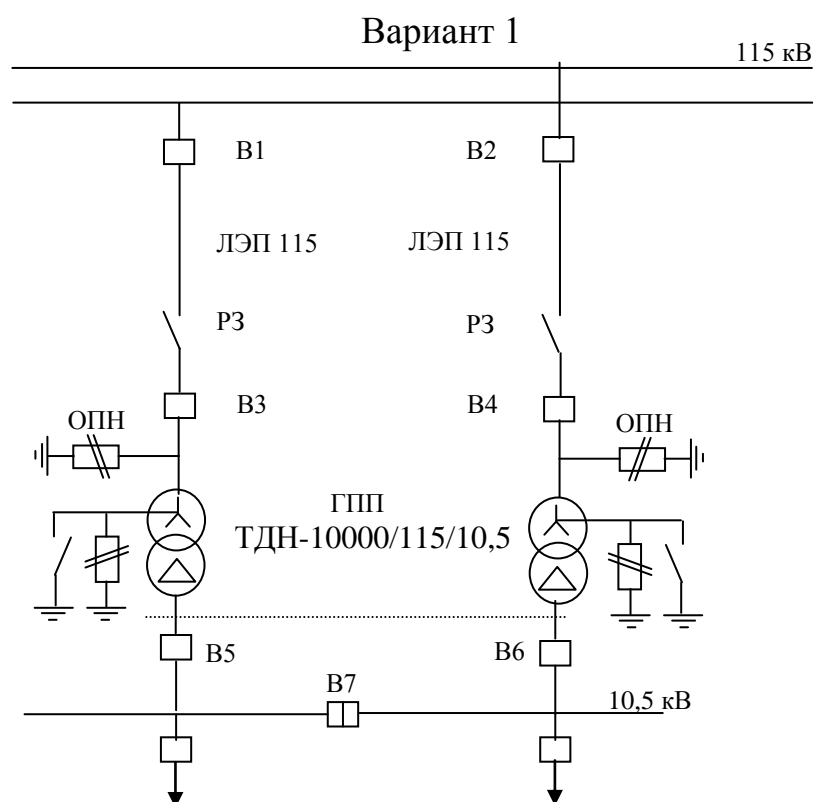 Вариант 1
115 кВ
В1
В2
ЛЭП 115
ЛЭП 115
РЗ
РЗ
В3
В4
ОПН
ОПН
ГПП
ТДН-10000/115/10,5
В5
В6
В7
10,5 кВ